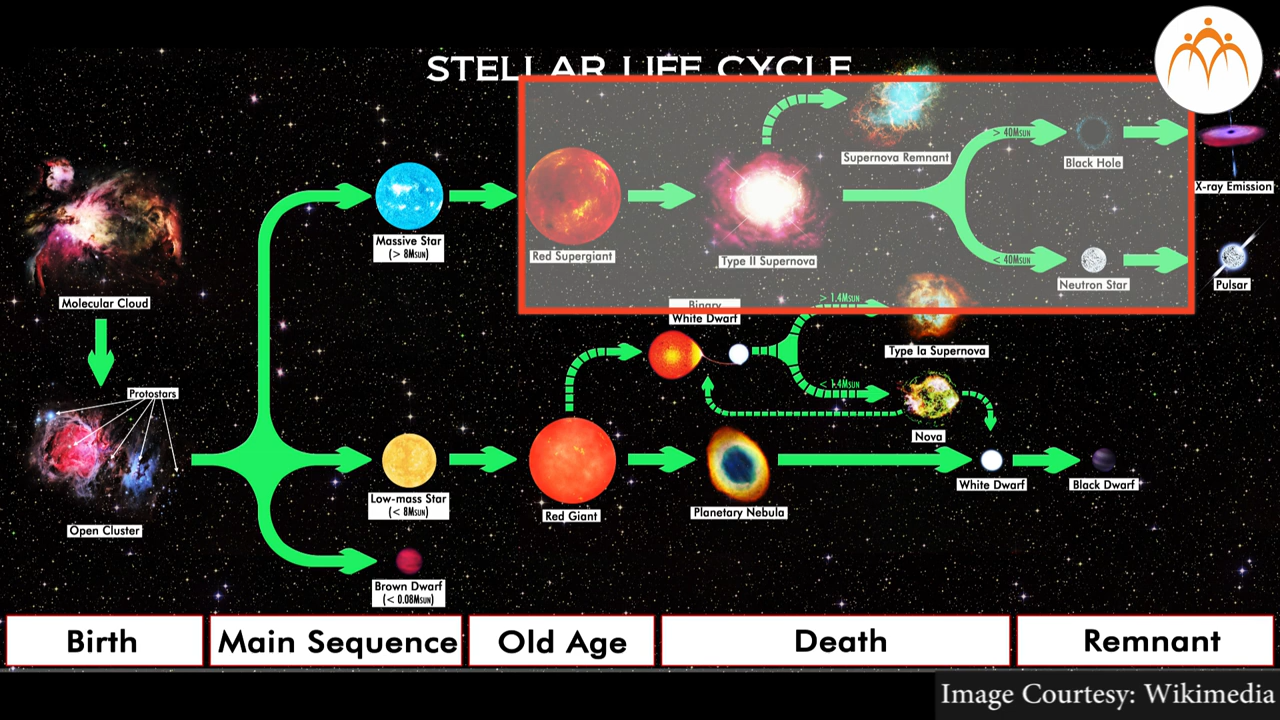 STELLAR LIFE CYCLE
Supernova Remnant
> 40MSUN
Black Hole
X-ray Emission
Massive Star
(> 8MSUN)
Red Supergiant
Type II Supernova
< 40MSUN
Neutron Star
Pulsar
Molecular Cloud
Binary
White Dwarf
> 1.4MSUN
Type Ia Supernova
Protostars
< 1.4MSUN
Nova
Low-mass Star
(< 8MSUN)
Red Giant
Planetary Nebula
White Dwarf
Black Dwarf
Open Cluster
Brown Dwarf
(< 0.08MSUN)
Birth
Main Sequence
Old Age
Death
Remnant
Image Courtesy: Wikimedia